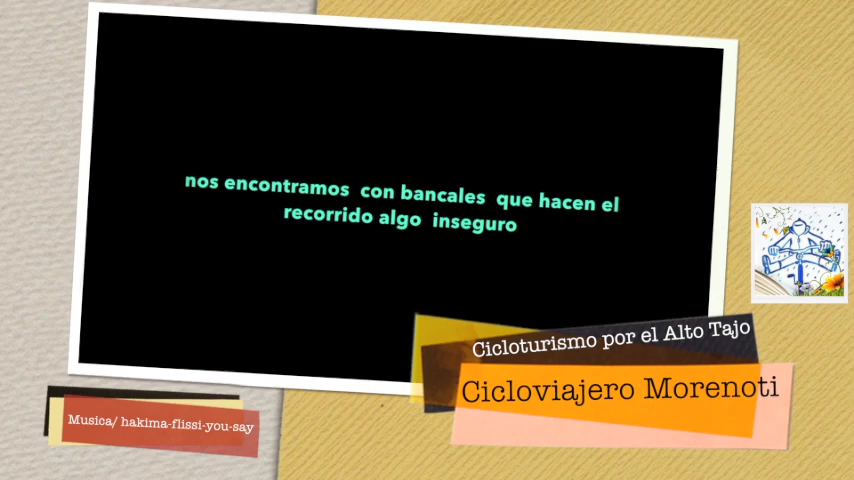 nos encontramos con bancales que hacen el
recorrido algo inseguro
Cicloturismo por el Alto Tajo
Cicloviajero Morenoti
Musica/ hakima-flissi-you-say